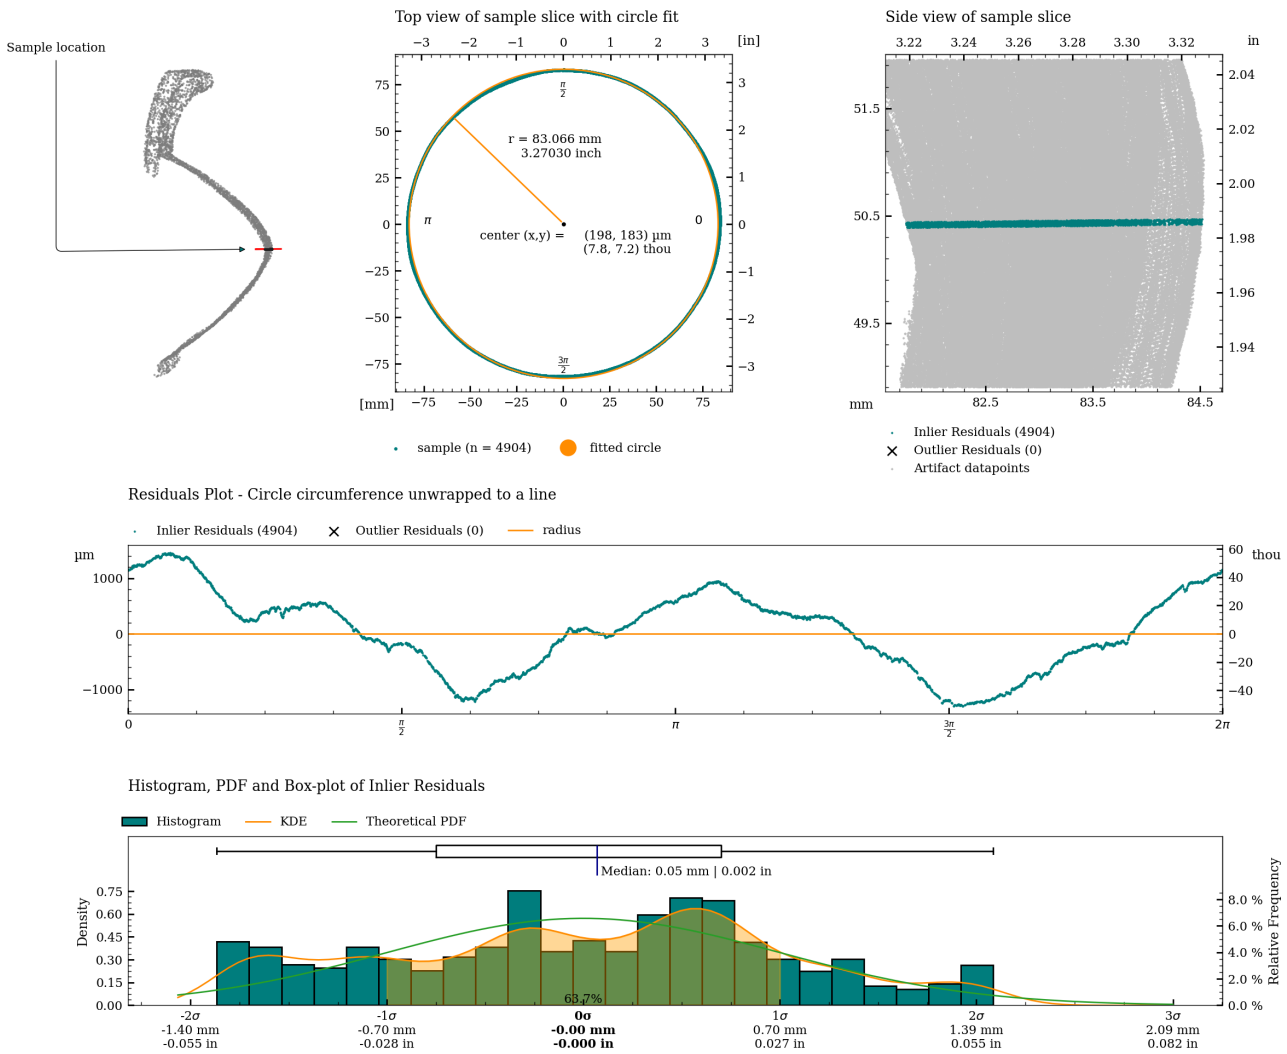 Top view of sample slice with circle fit
Side view of sample slice
Sample location
−3 −2 −1 0 1 2 3 [in]
3.22 3.24 3.26 3.28 3.30 3.32 in
75 50 25 0 −25 −50 −75
3 2 1 0 −1 −2 −3
π/2
r = 83.066 mm
3.27030 inch
π
0
center (x,y) = (198, 183) µm
(7.8, 7.2) thou
3π/2
[mm] −75 −50 −25 0 25 50 75
51.5 50.5 49.5
2.04 2.02 2.00 1.98 1.96 1.94
mm 82.5 83.5 84.5
sample (n = 4904) fitted circle
Inlier Residuals (4904)
Outlier Residuals (0)
Artifact datapoints
Residuals Plot - Circle circumference unwrapped to a line
Inlier Residuals (4904) Outlier Residuals (0) radius
µm
thou
1000 0 −1000
60 40 20 0 −20 −40
0 π/2 π 3π/2 2π
Histogram, PDF and Box-plot of Inlier Residuals
Histogram KDE Theoretical PDF
Median: 0.05 mm | 0.002 in
Density
0.75 0.60 0.45 0.30 0.15 0.00
8.0 % 6.0 % 4.0 % 2.0 % 0.0 %
Relative Frequency
63.7%
-2σ -1σ 0σ 1σ 2σ 3σ
-1.40 mm -0.70 mm -0.00 mm 0.70 mm 1.39 mm 2.09 mm
-0.055 in -0.028 in -0.000 in 0.027 in 0.055 in 0.082 in